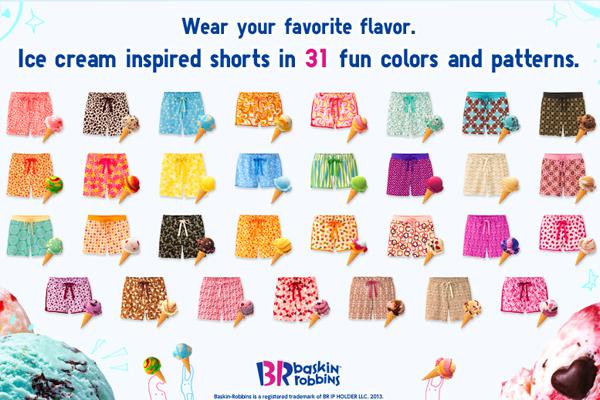 Wear your favorite flavor.
Ice cream inspired shorts in 31 fun colors and patterns.
BR baskin robbins
Baskin-Robbins is a registered trademark of BR IP HOLDER LLC. 2013.